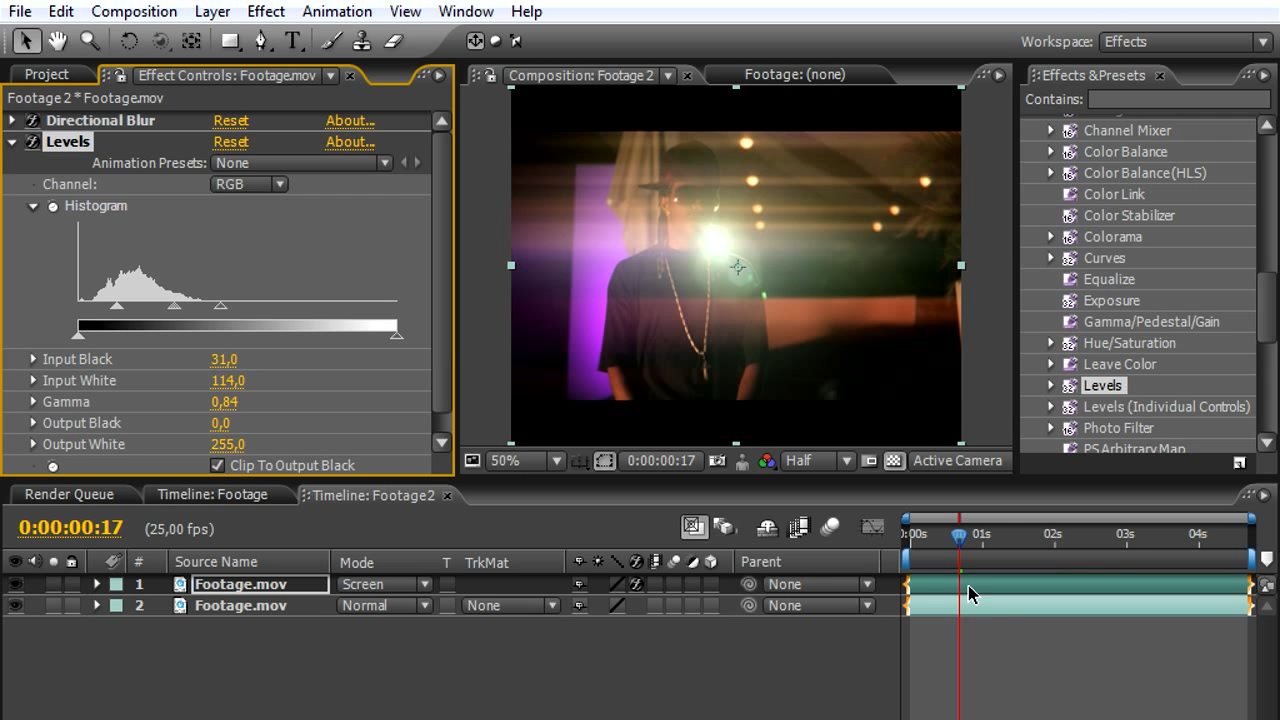 File Edit Composition Layer Effect Animation View Window Help
Workspace: Effects
Project Effect Controls: Footage.mov
Footage 2 * Footage.mov
Directional Blur Reset About...
Levels Reset About...
Animation Presets: None
Channel: RGB
Histogram
Input Black 31,0
Input White 114,0
Gamma 0,84
Output Black 0,0
Output White 255,0
Clip To Output Black
Composition: Footage 2 Footage: (none)
50% 0:00:00:17 Half Active Camera
Effects & Presets
Contains:
Channel Mixer
Color Balance
Color Balance (HLS)
Color Link
Color Stabilizer
Colorama
Curves
Equalize
Exposure
Gamma/Pedestal/Gain
Hue/Saturation
Leave Color
Levels
Levels (Individual Controls)
Photo Filter
PS Arbitrary Map
Render Queue Timeline: Footage Timeline: Footage 2
0:00:00:17 (25,00 fps)
0:00s 01s 02s 03s 04s
# Source Name Mode T TrkMat Parent
1 Footage.mov Screen None
2 Footage.mov Normal None None